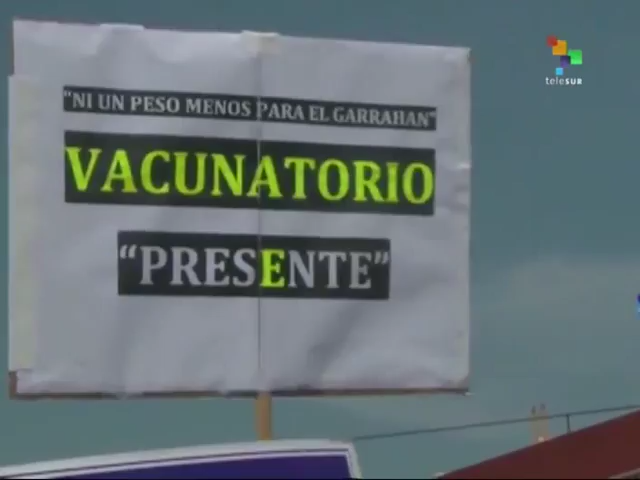 teleSUR
"NI UN PESO MENOS PARA EL GARRAHAN"
VACUNATORIO
"PRESENTE"